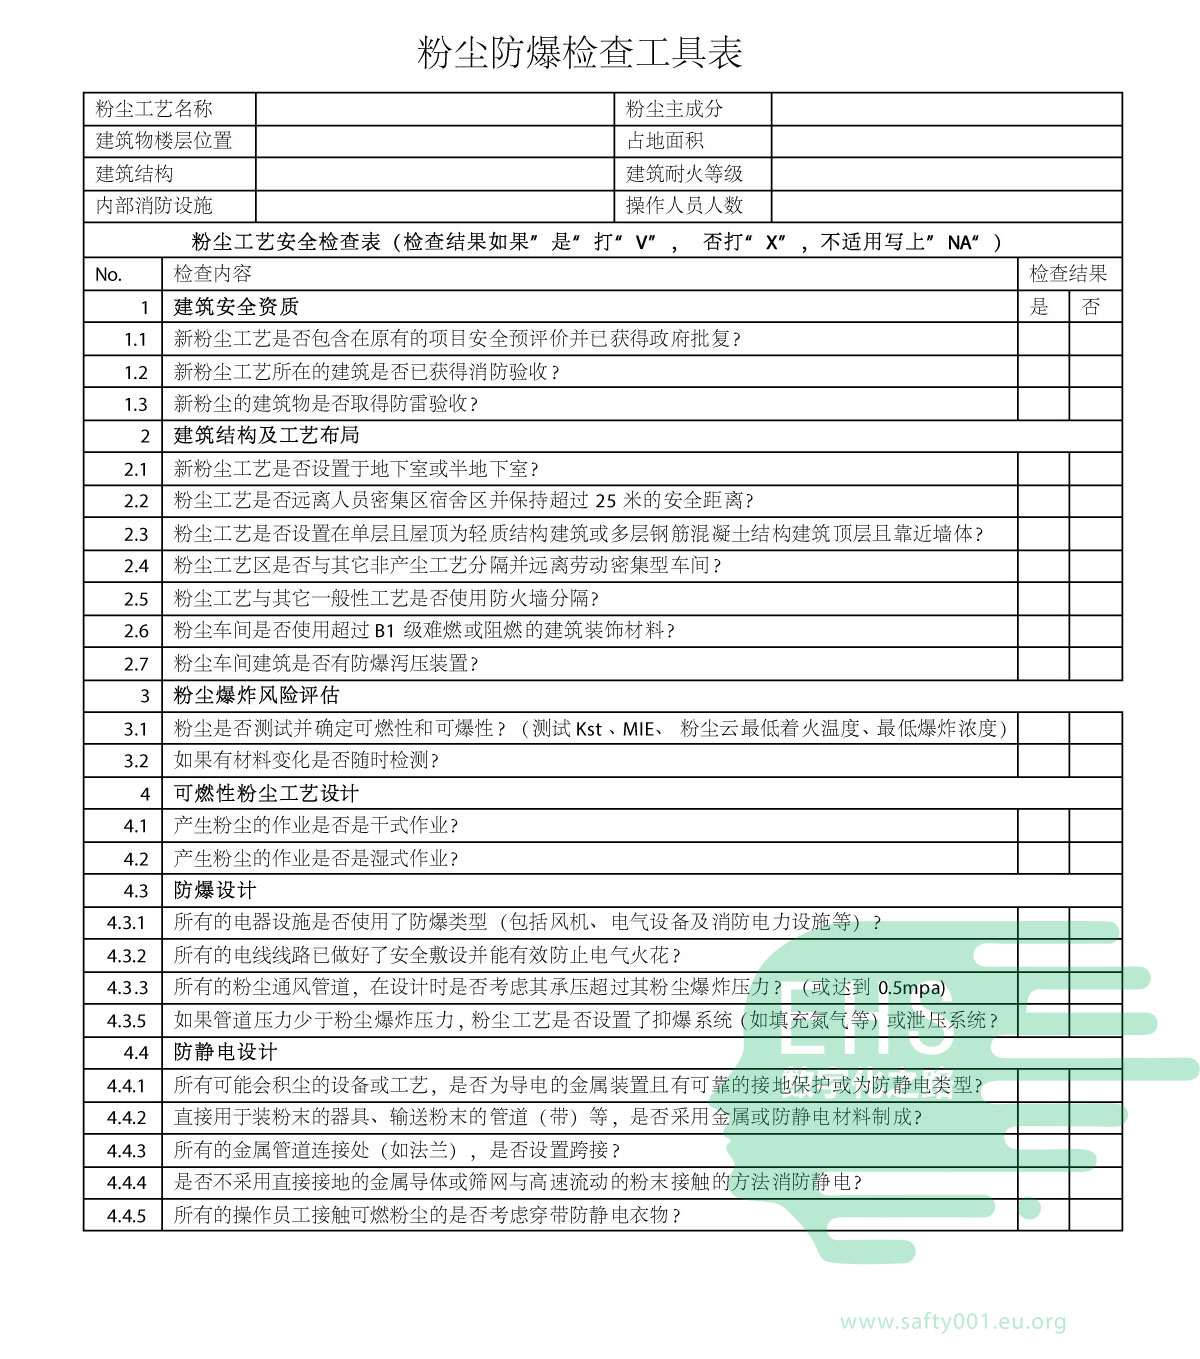 粉尘防爆检查工具表
粉尘工艺名称 粉尘主成分
建筑物楼层位置 占地面积
建筑结构 建筑耐火等级
内部消防设施 操作人员人数
粉尘工艺安全检查表（检查结果如果”是“打“V”， 否打“X”，不适用写上”NA“）
No. 检查内容 检查结果
1 建筑安全资质 是 否
1.1 新粉尘工艺是否包含在原有的项目安全预评价并已获得政府批复？
1.2 新粉尘工艺所在的建筑是否已获得消防验收？
1.3 新粉尘的建筑物是否取得防雷验收？
2 建筑结构及工艺布局
2.1 新粉尘工艺是否设置于地下室或半地下室？
2.2 粉尘工艺是否远离人员密集区宿舍区并保持超过 25 米的安全距离？
2.3 粉尘工艺是否设置在单层且屋顶为轻质结构建筑或多层钢筋混凝土结构建筑顶层且靠近墙体？
2.4 粉尘工艺区是否与其它非产尘工艺分隔并远离劳动密集型车间？
2.5 粉尘工艺与其它一般性工艺是否使用防火墙分隔？
2.6 粉尘车间是否使用超过 B1 级难燃或阻燃的建筑装饰材料？
2.7 粉尘车间建筑是否有防爆泻压装置？
3 粉尘爆炸风险评估
3.1 粉尘是否测试并确定可燃性和可爆性？（测试 Kst 、MIE、 粉尘云最低着火温度、最低爆炸浓度）
3.2 如果有材料变化是否随时检测？
4 可燃性粉尘工艺设计
4.1 产生粉尘的作业是否是干式作业？
4.2 产生粉尘的作业是否是湿式作业？
4.3 防爆设计
4.3.1 所有的电器设施是否使用了防爆类型（包括风机、电气设备及消防电力设施等）？
4.3.2 所有的电线线路已做好了安全敷设并能有效防止电气火花？
4.3.3 所有的粉尘通风管道，在设计时是否考虑其承压超过其粉尘爆炸压力？（或达到 0.5mpa)
4.3.5 如果管道压力少于粉尘爆炸压力，粉尘工艺是否设置了抑爆系统（如填充氮气等）或泄压系统？
4.4 防静电设计
4.4.1 所有可能会积尘的设备或工艺，是否为导电的金属装置且有可靠的接地保护或为防静电类型？
4.4.2 直接用于装粉末的器具、输送粉末的管道（带）等，是否采用金属或防静电材料制成？
4.4.3 所有的金属管道连接处（如法兰），是否设置跨接？
4.4.4 是否不采用直接接地的金属导体或筛网与高速流动的粉末接触的方法消防静电？
4.4.5 所有的操作员工接触可燃粉尘的是否考虑穿带防静电衣物？
EHS
数字化之路
www.safty001.eu.org